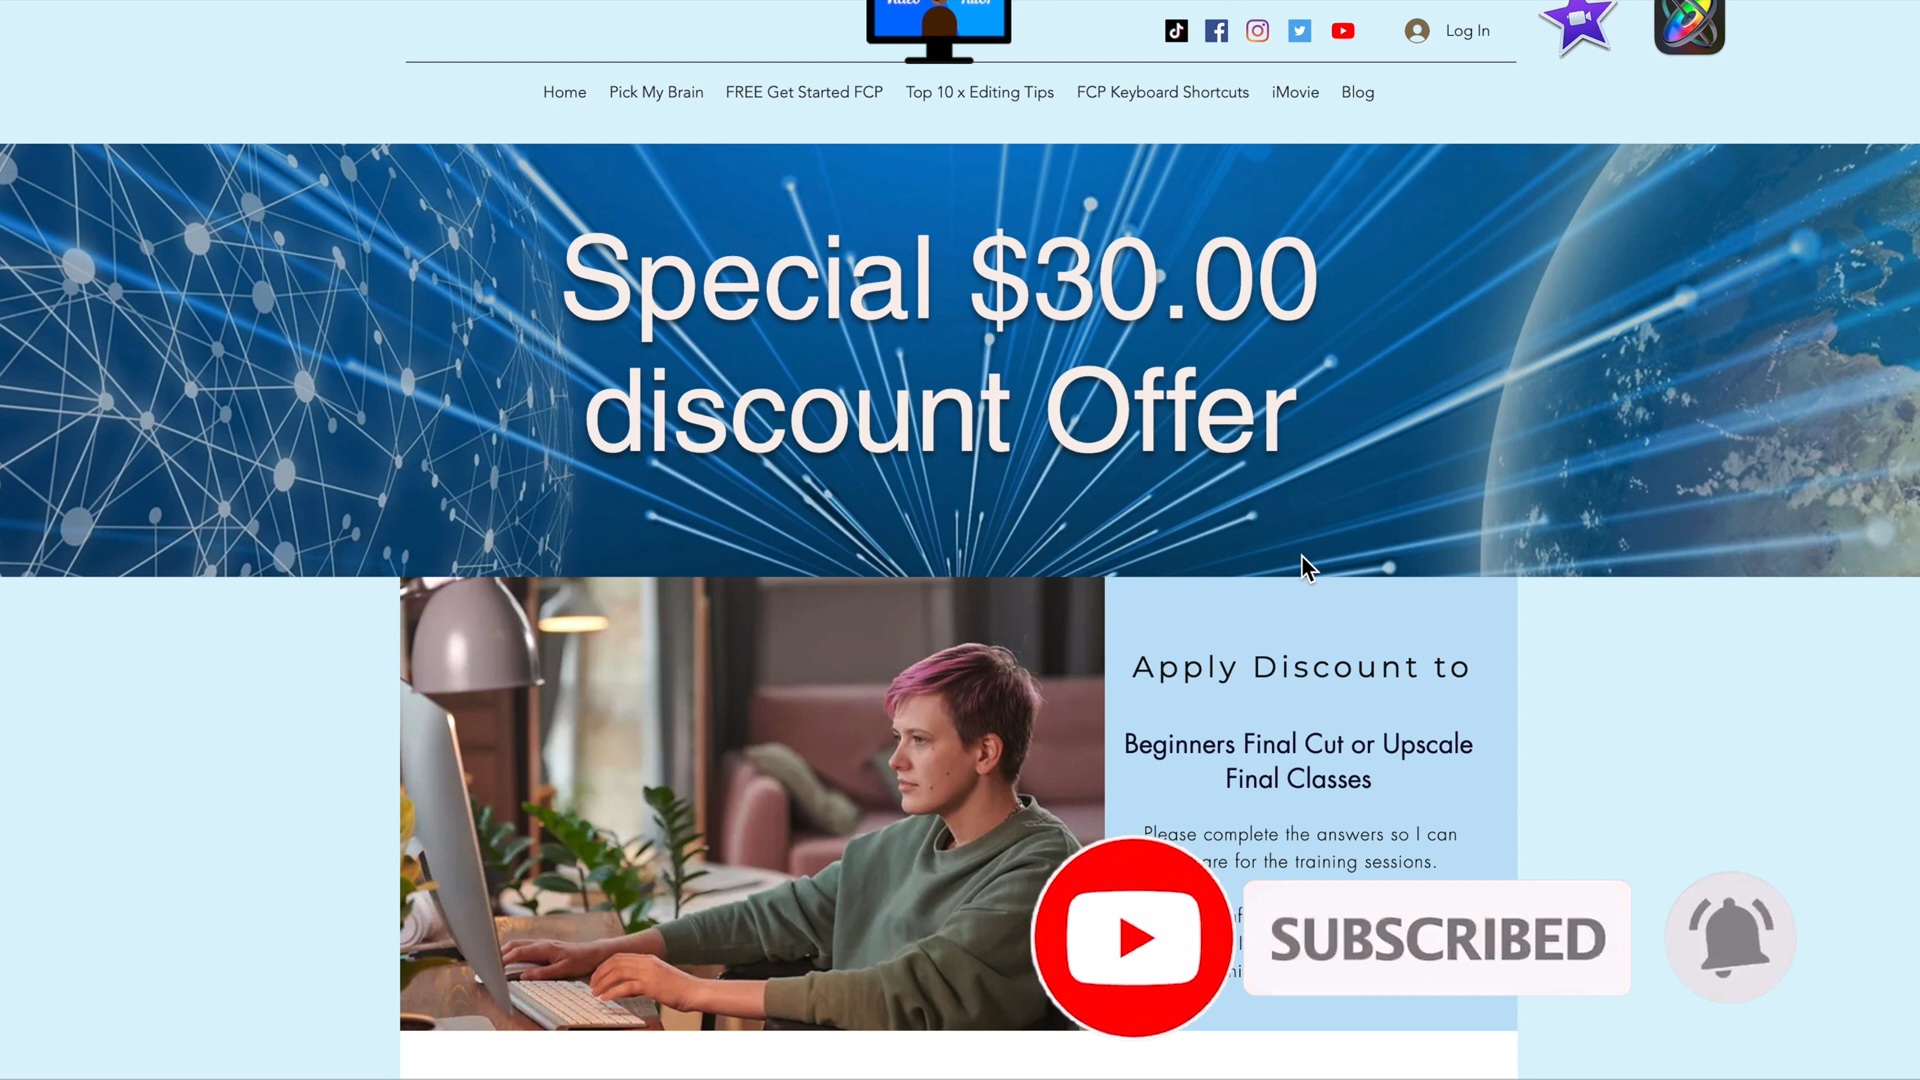 Video Tutor
Log In
Home Pick My Brain FREE Get Started FCP Top 10 x Editing Tips FCP Keyboard Shortcuts iMovie Blog
Special $30.00
discount Offer
Apply Discount to
Beginners Final Cut or Upscale
Final Classes
Please complete the answers so I can
for the training sessions.
SUBSCRIBED